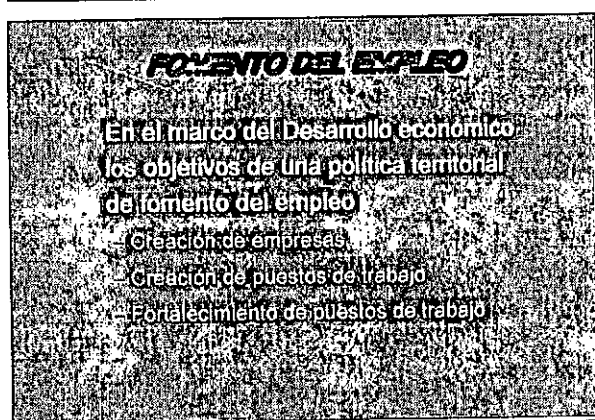 FOMENTO DEL EMPLEO
En el marco del Desarrollo económico
los objetivos de una política territorial
de fomento del empleo
– Creación de empresas
– Creación de puestos de trabajo
– Fortalecimiento de puestos de trabajo